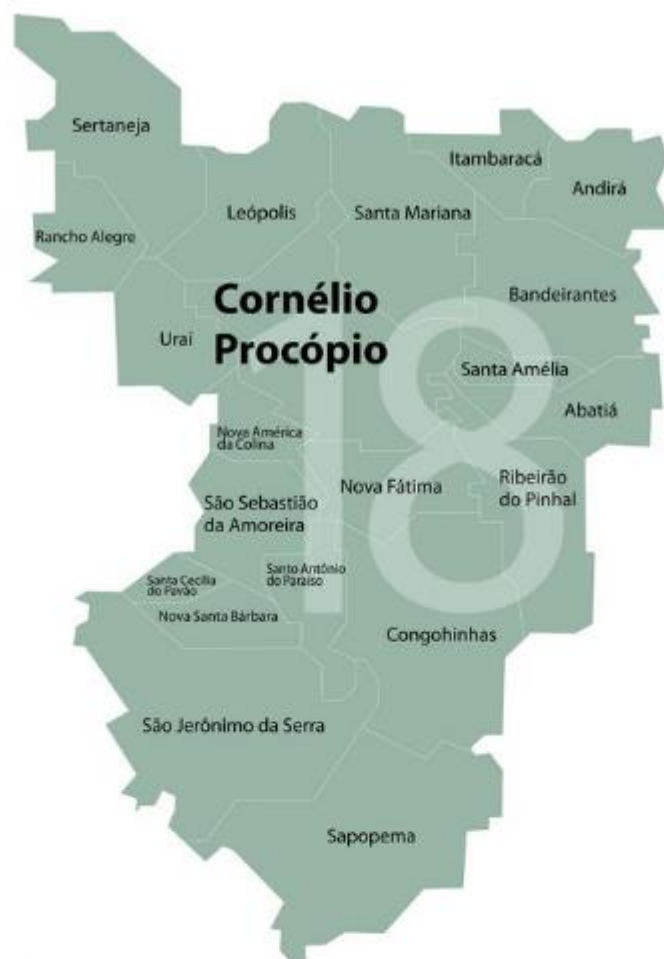 Sertaneja
Itambaracá
Andirá
Leópolis
Santa Mariana
Rancho Alegre
Bandeirantes
Cornélio
Procópio
18
Uraí
Santa Amélia
Abatiá
Nova América
da Colina
Nova Fátima
Ribeirão
do Pinhal
São Sebastião
da Amoreira
Santo Antônio
do Paraíso
Santa Cecília
do Pavão
Nova Santa Bárbara
Congohinhas
São Jerônimo da Serra
Sapopema